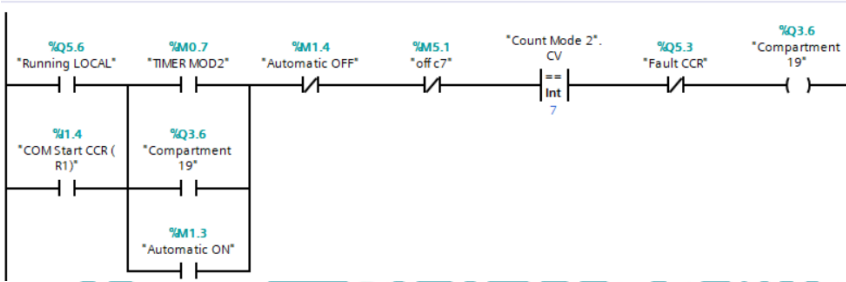 %Q5.6
"Running LOCAL"
%M0.7
"TIMER MOD2"
%M1.4
"Automatic OFF"
%M5.1
"off c7"
"Count Mode 2".
CV
==
Int
7
%Q5.3
"Fault CCR"
%Q3.6
"Compartment
19"
%I1.4
"COM Start CCR (
R1)"
%Q3.6
"Compartment
19"
%M1.3
"Automatic ON"